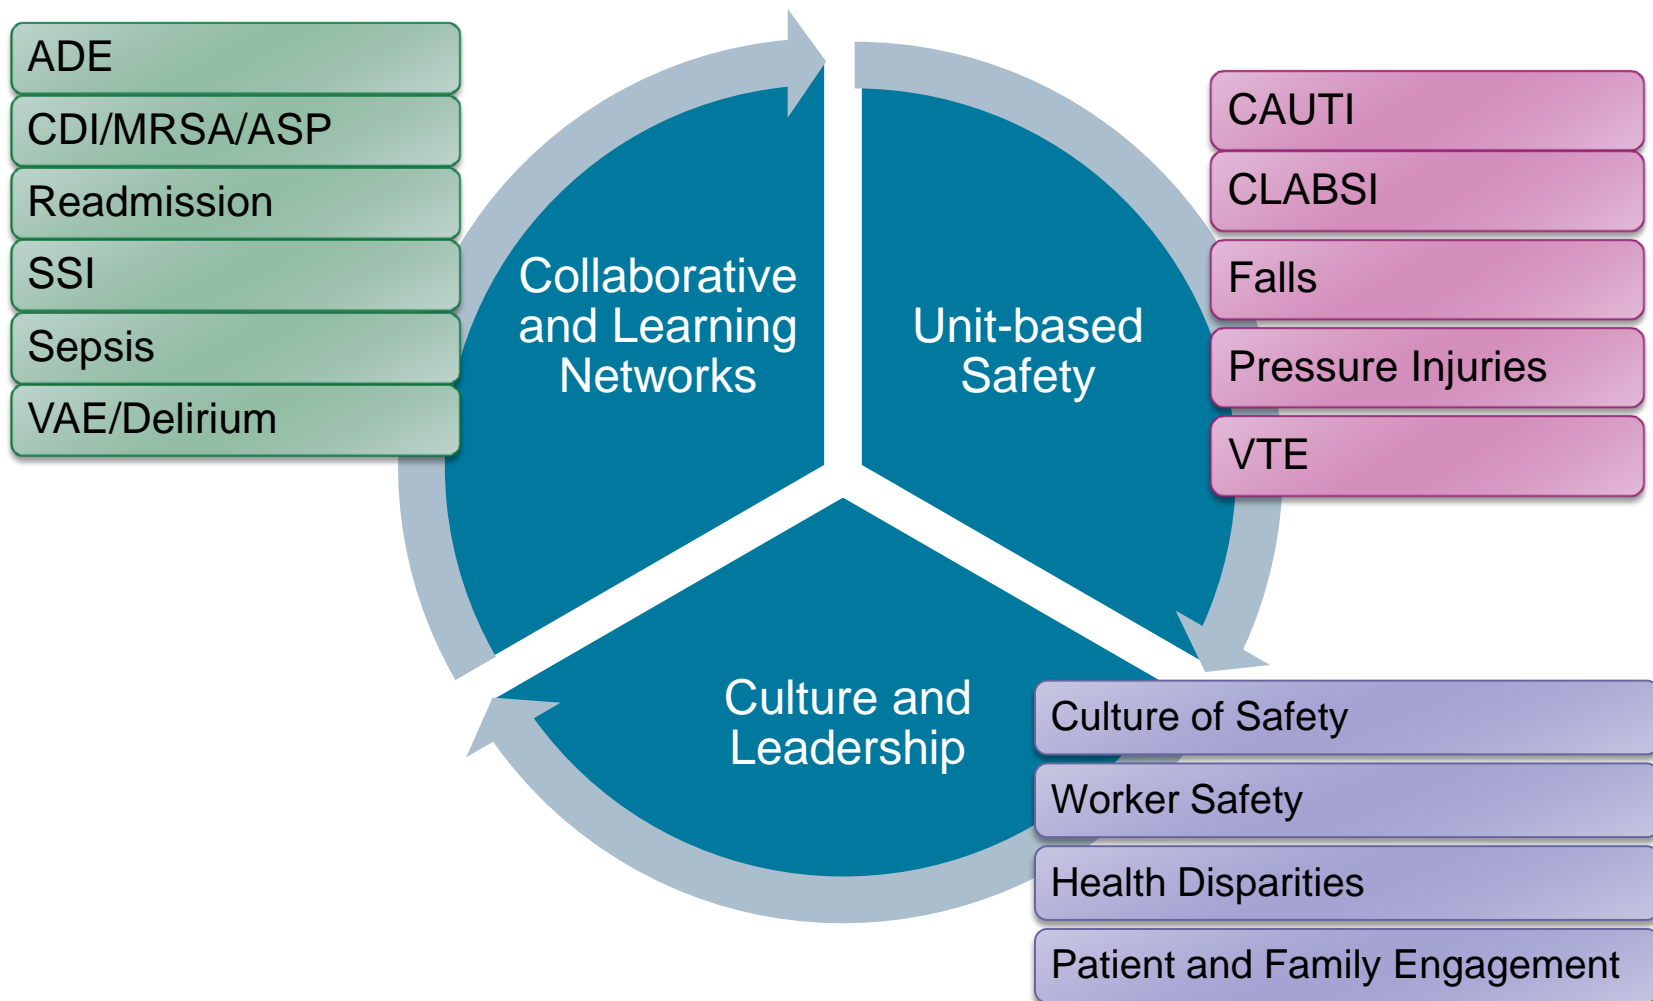 ADE
CDI/MRSA/ASP
Readmission
SSI
Sepsis
VAE/Delirium
Collaborative
and Learning
Networks
Unit-based
Safety
CAUTI
CLABSI
Falls
Pressure Injuries
VTE
Culture and
Leadership
Culture of Safety
Worker Safety
Health Disparities
Patient and Family Engagement